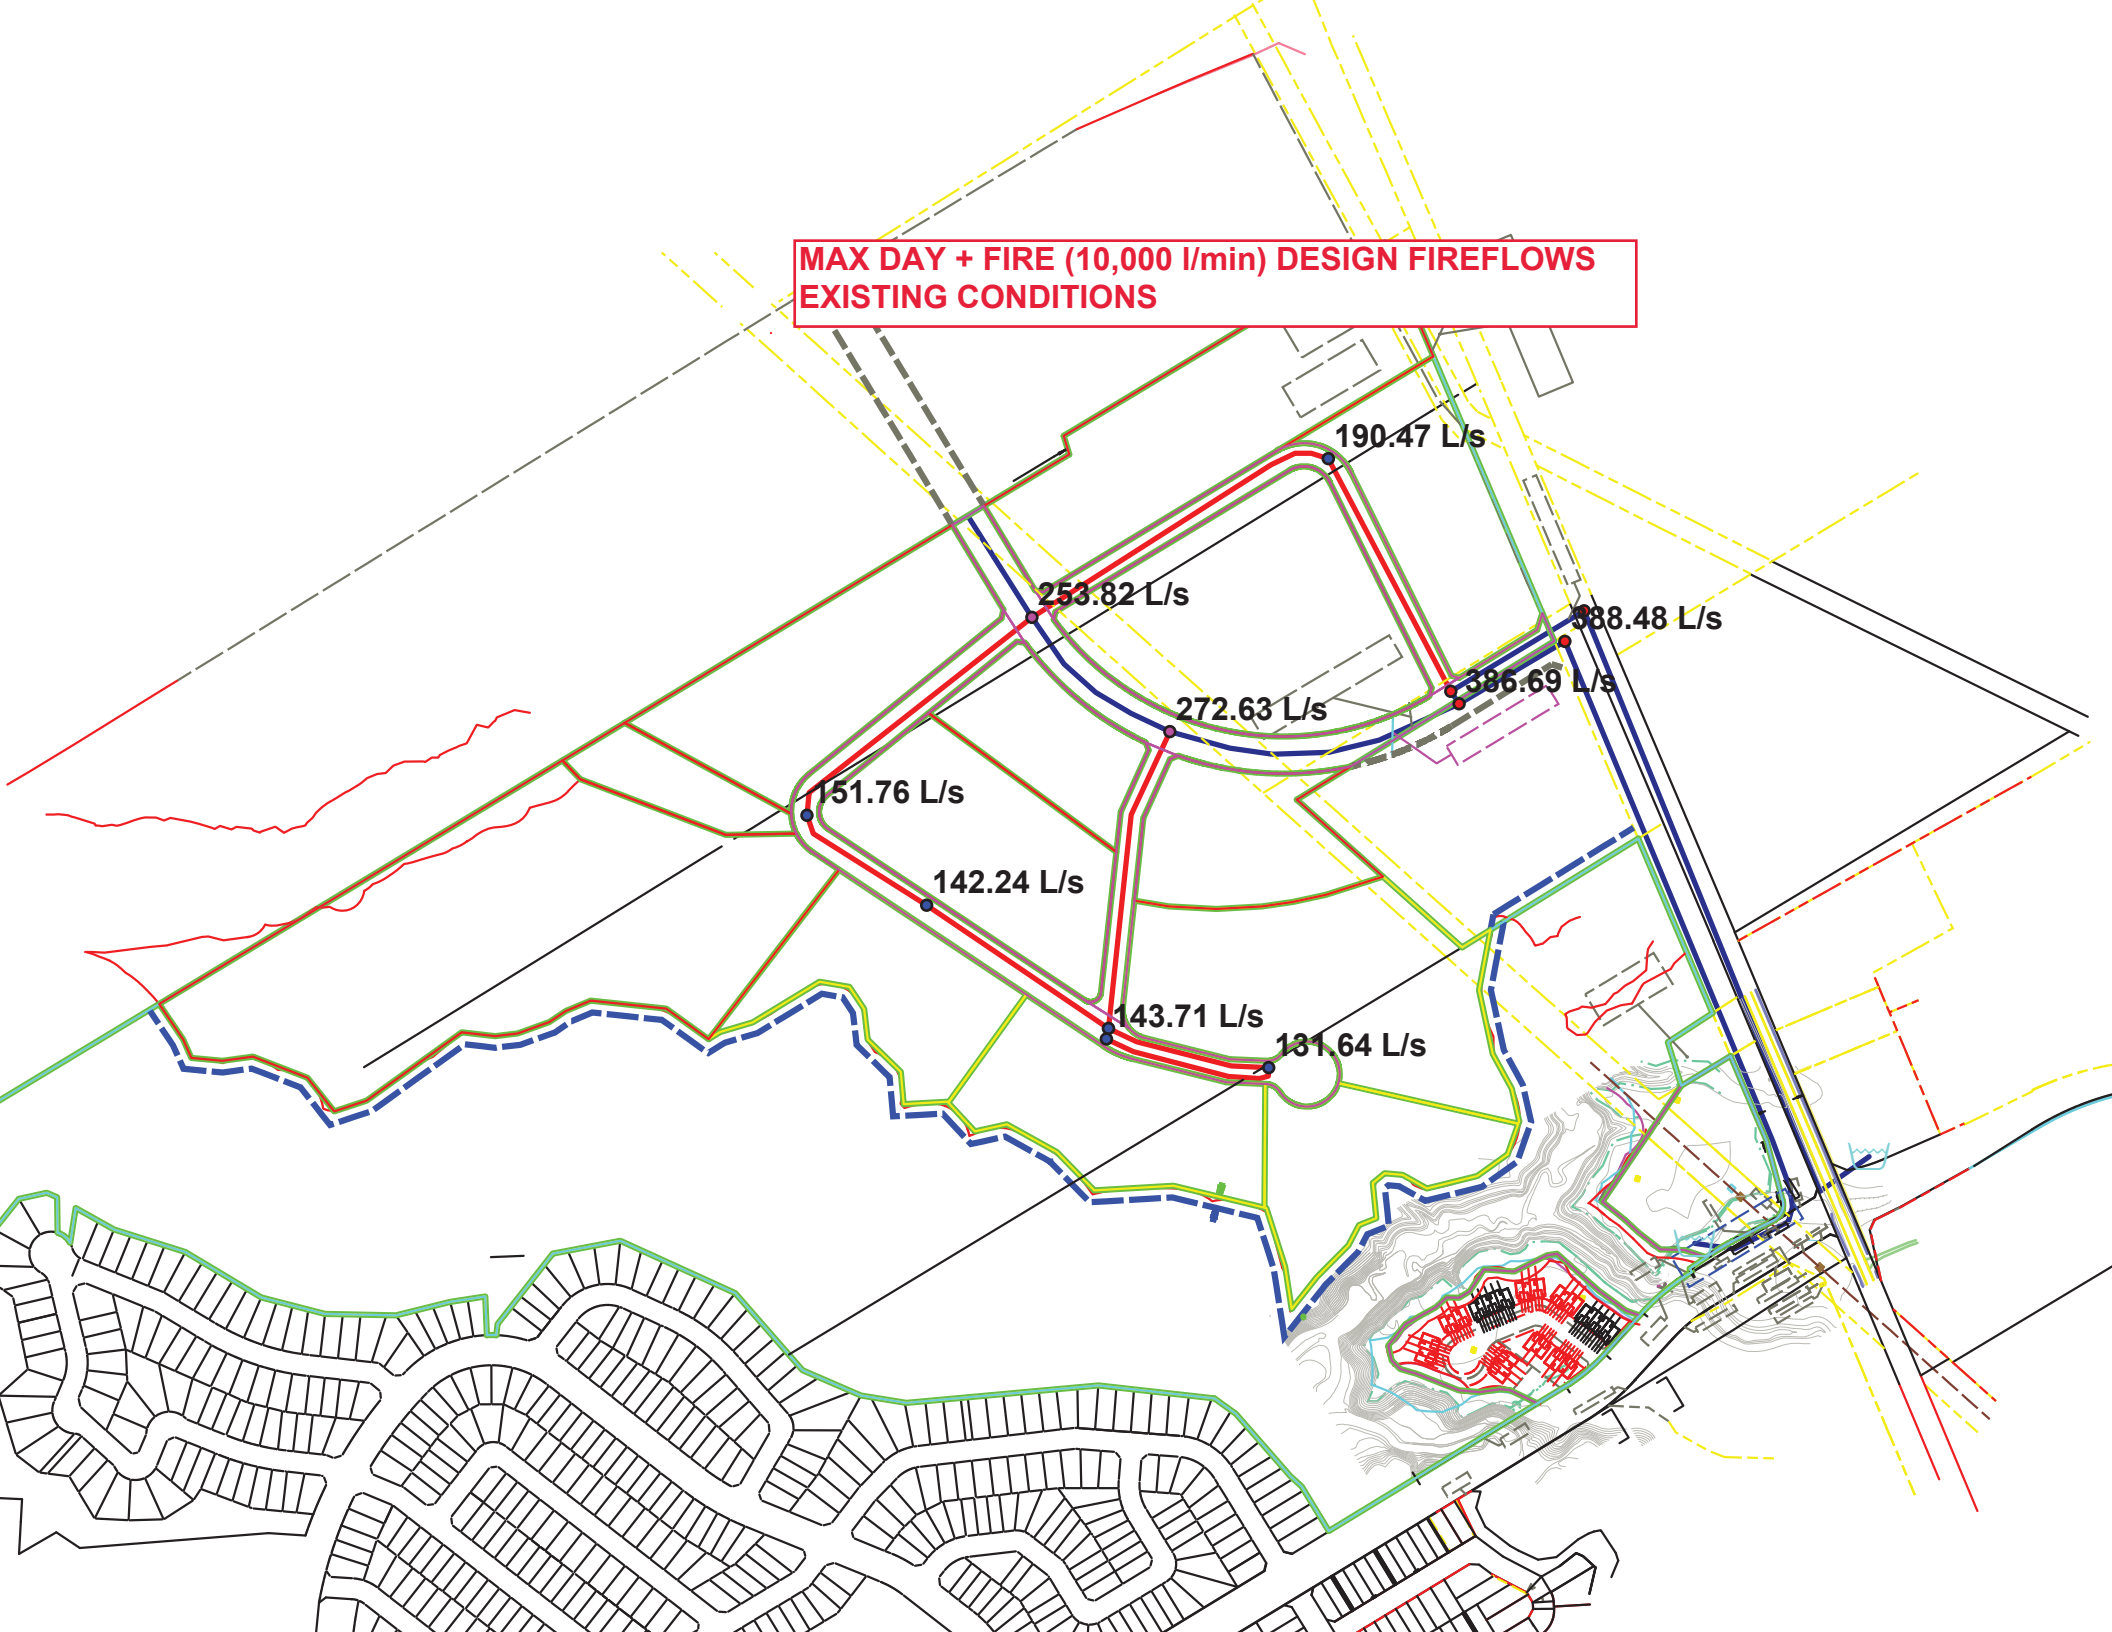 MAX DAY + FIRE (10,000 l/min) DESIGN FIREFLOWS
EXISTING CONDITIONS
190.47 L/s
253.82 L/s
388.48 L/s
386.69 L/s
272.63 L/s
151.76 L/s
142.24 L/s
143.71 L/s
131.64 L/s